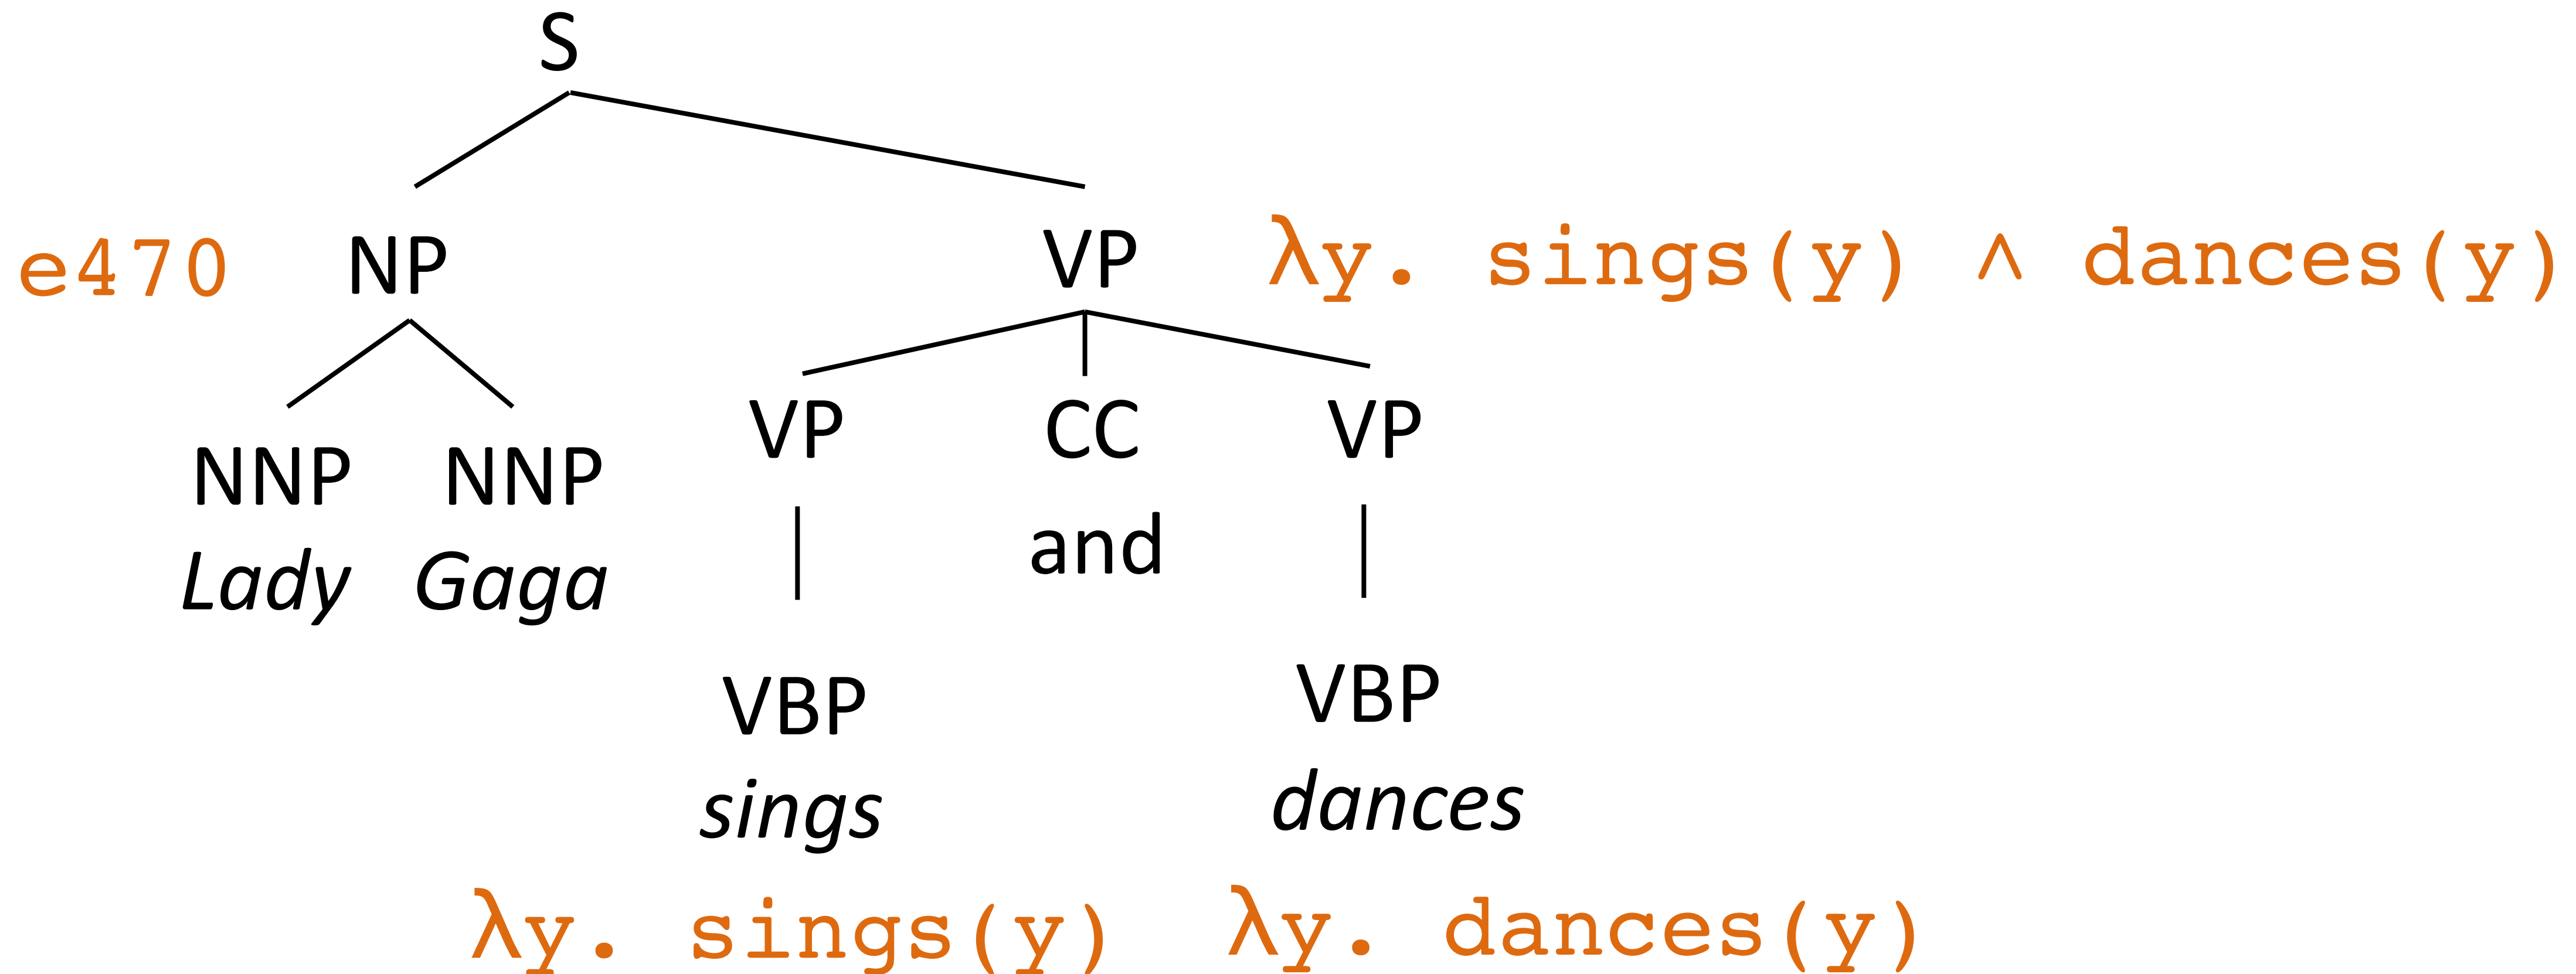 S
e470 NP VP λy. sings(y) ∧ dances(y)
VP CC VP
NNP NNP
and
Lady Gaga
VBP VBP
sings dances
λy. sings(y) λy. dances(y)